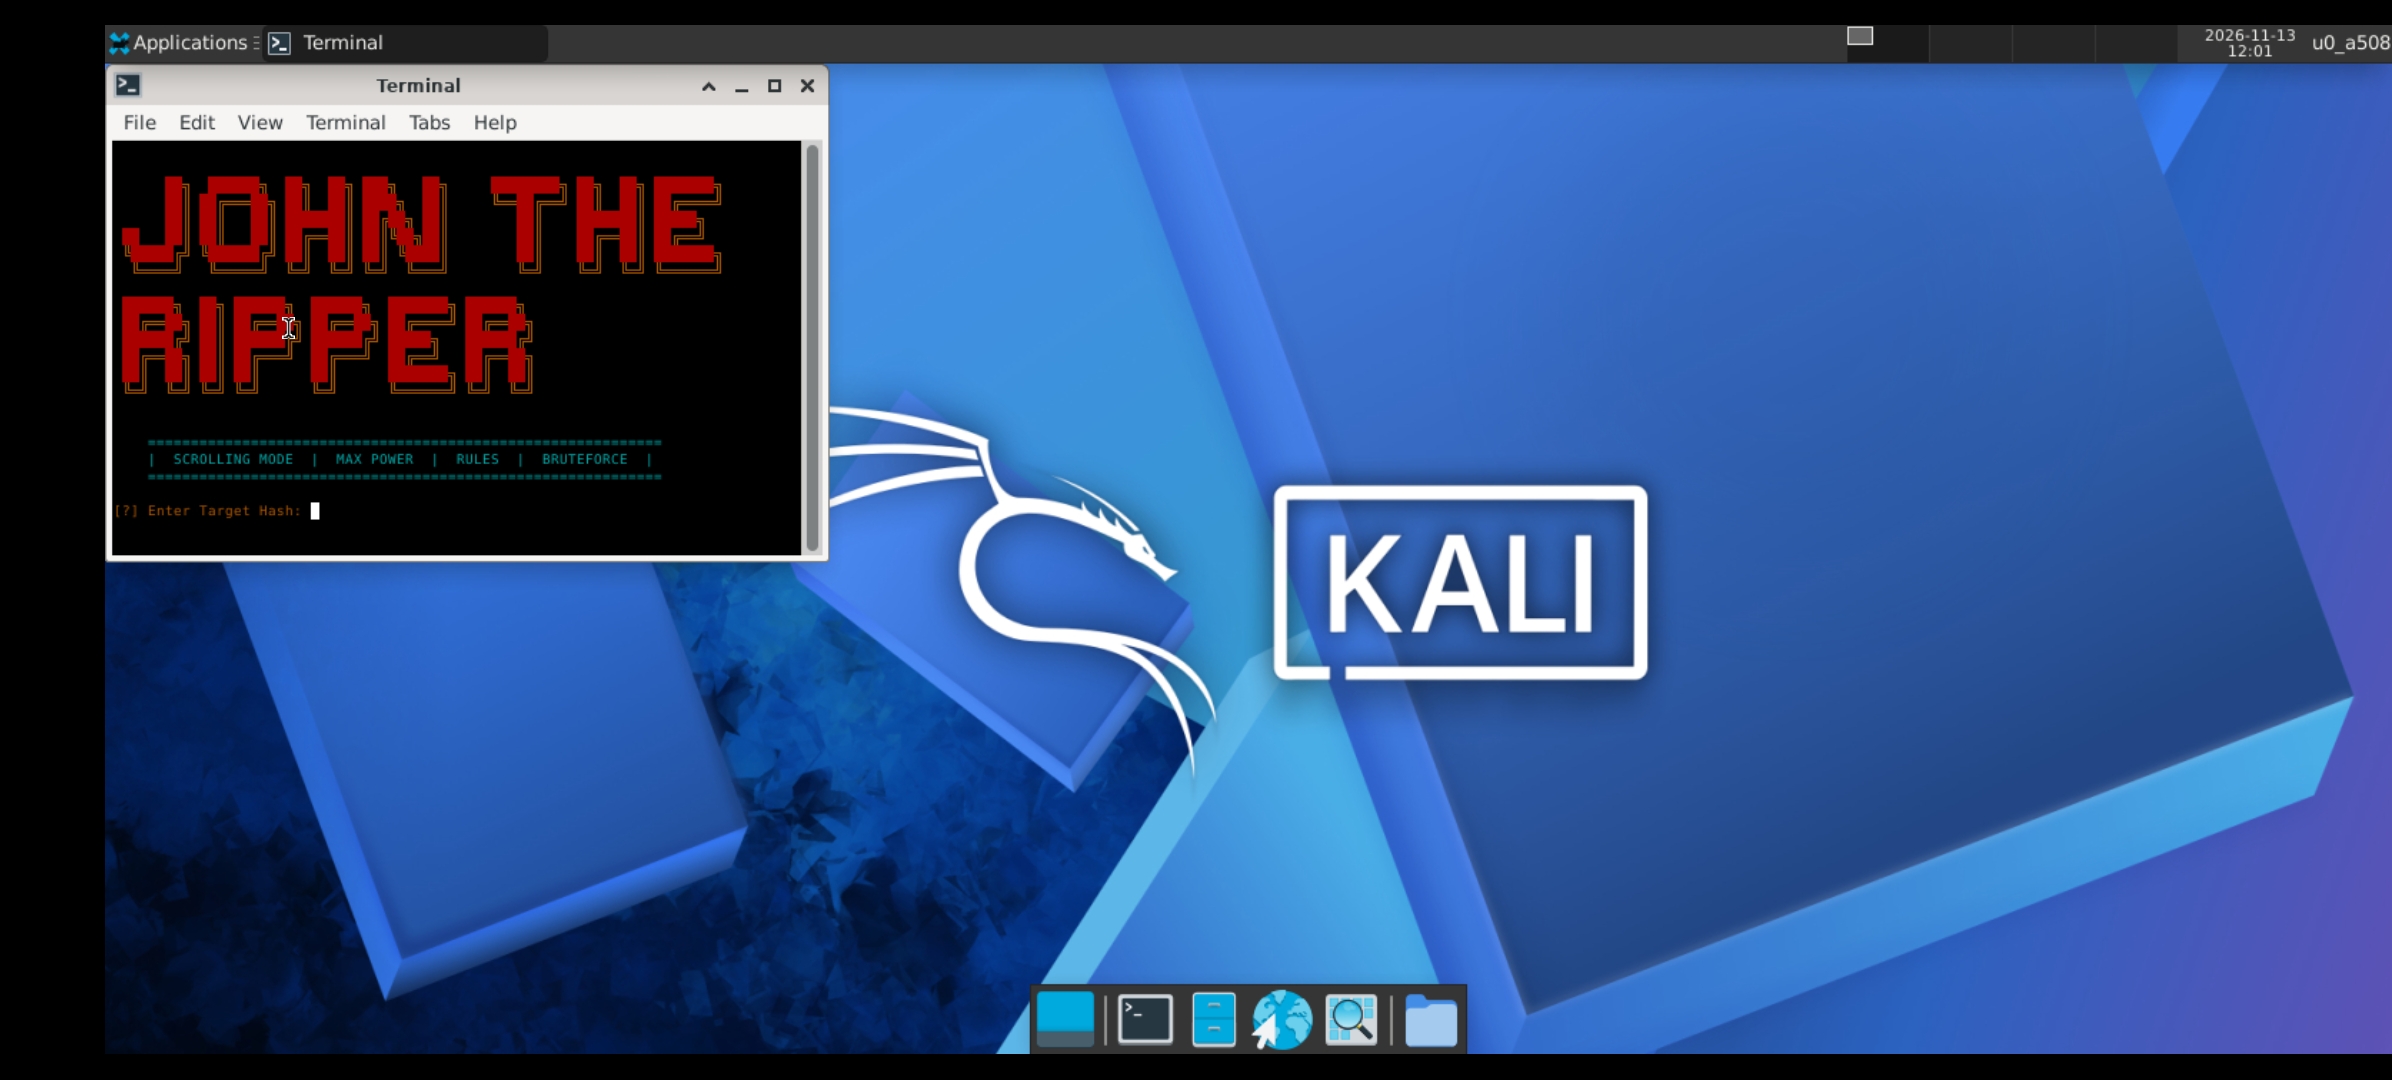 Applications Terminal 2026-11-13 12:01 u0_a508
Terminal
File Edit View Terminal Tabs Help
JOHN THE
RIPPER
============================================================
| SCROLLING MODE | MAX POWER | RULES | BRUTEFORCE |
============================================================
[?] Enter Target Hash:
KALI